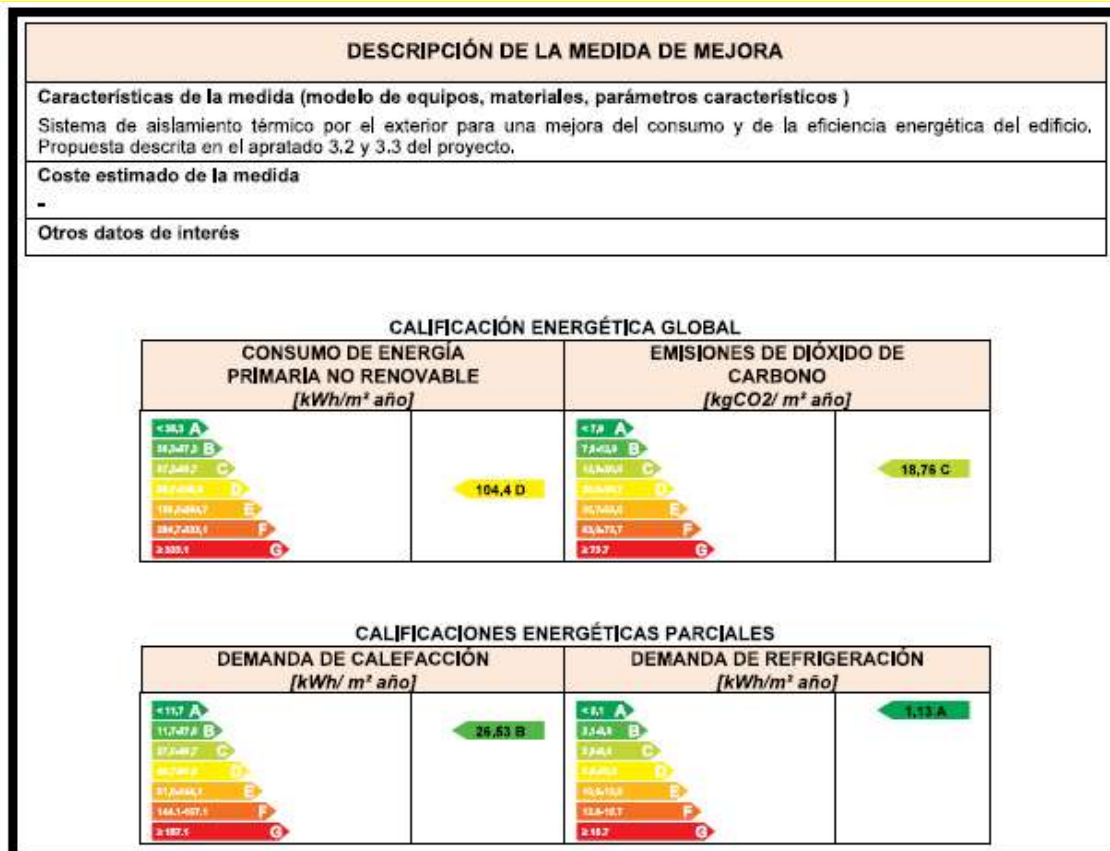 DESCRIPCIÓN DE LA MEDIDA DE MEJORA
Características de la medida (modelo de equipos, materiales, parámetros característicos )
Sistema de aislamiento térmico por el exterior para una mejora del consumo y de la eficiencia energética del edificio.
Propuesta descrita en el apratado 3.2 y 3.3 del proyecto.
Coste estimado de la medida
-
Otros datos de interés
CALIFICACIÓN ENERGÉTICA GLOBAL
CONSUMO DE ENERGÍA
PRIMARIA NO RENOVABLE
[kWh/m² año]
EMISIONES DE DIÓXIDO DE
CARBONO
[kgCO2/ m² año]
A
B
C
D
E
F
G
104,4 D
A
B
C
D
E
F
G
18,76 C
CALIFICACIONES ENERGÉTICAS PARCIALES
DEMANDA DE CALEFACCIÓN
[kWh/ m² año]
DEMANDA DE REFRIGERACIÓN
[kWh/m² año]
<11,7 A
B
C
D
E
F
G
26,53 B
A
B
C
D
E
F
G
1,13 A